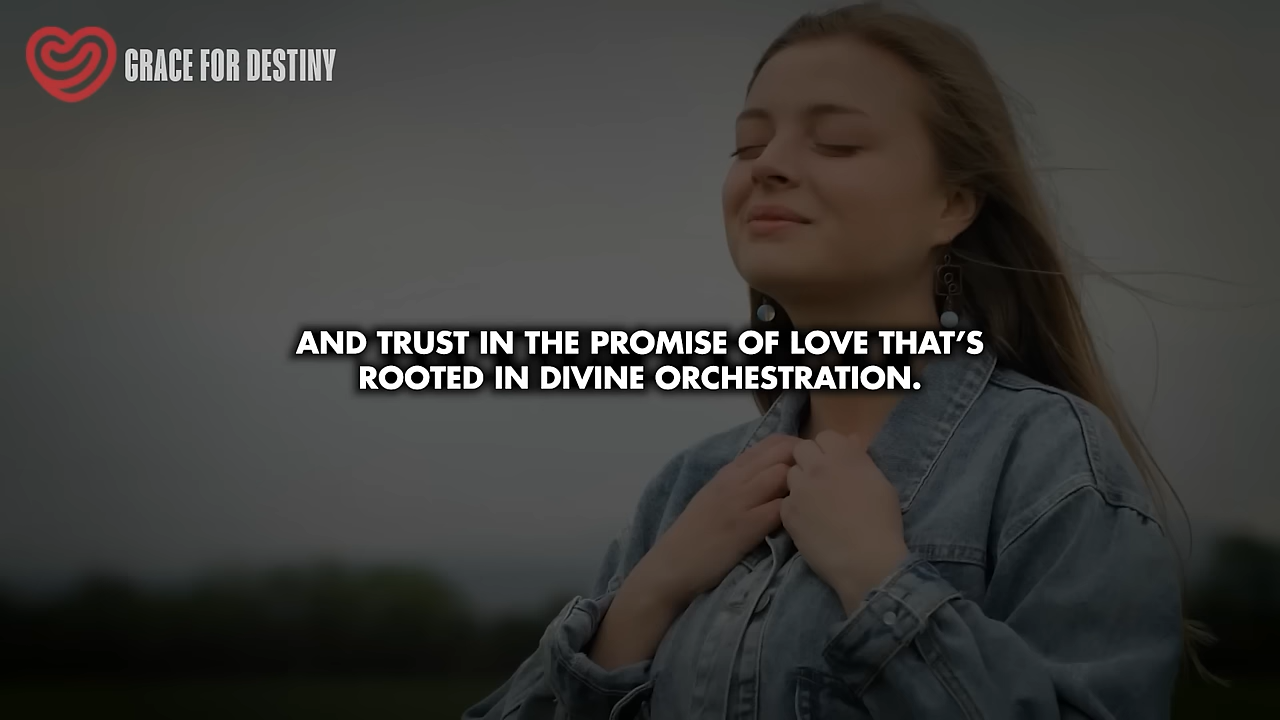 GRACE FOR DESTINY
AND TRUST IN THE PROMISE OF LOVE THAT'S
ROOTED IN DIVINE ORCHESTRATION.